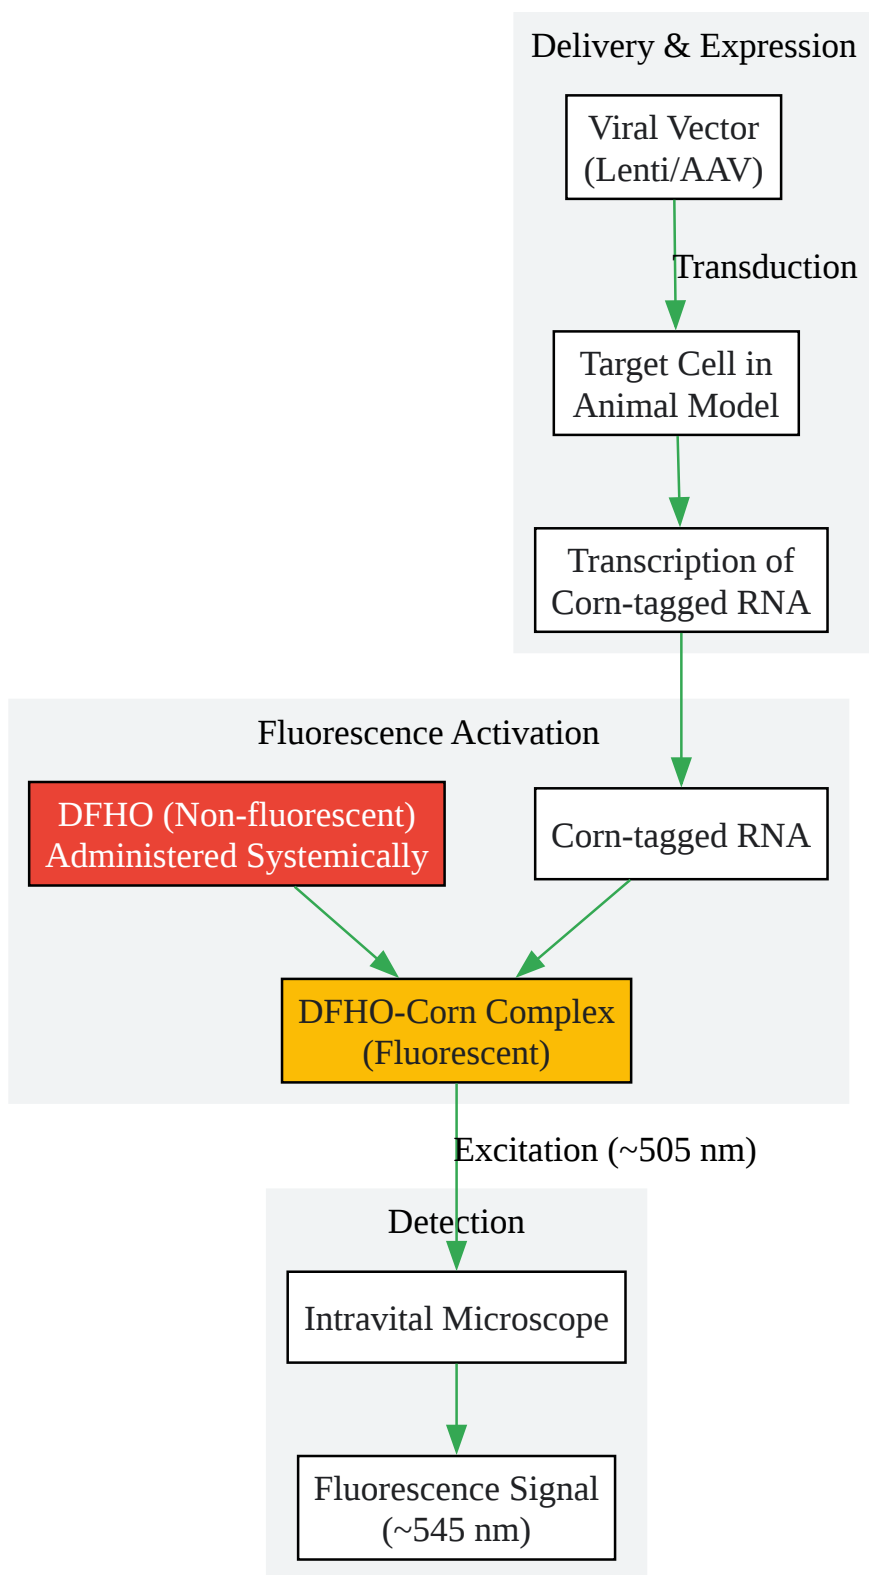 Delivery & Expression
Viral Vector
(Lenti/AAV)
Transduction
Target Cell in
Animal Model
Transcription of
Corn-tagged RNA
Fluorescence Activation
DFHO (Non-fluorescent)
Administered Systemically
Corn-tagged RNA
DFHO-Corn Complex
(Fluorescent)
Excitation (~505 nm)
Detection
Intravital Microscope
Fluorescence Signal
(~545 nm)